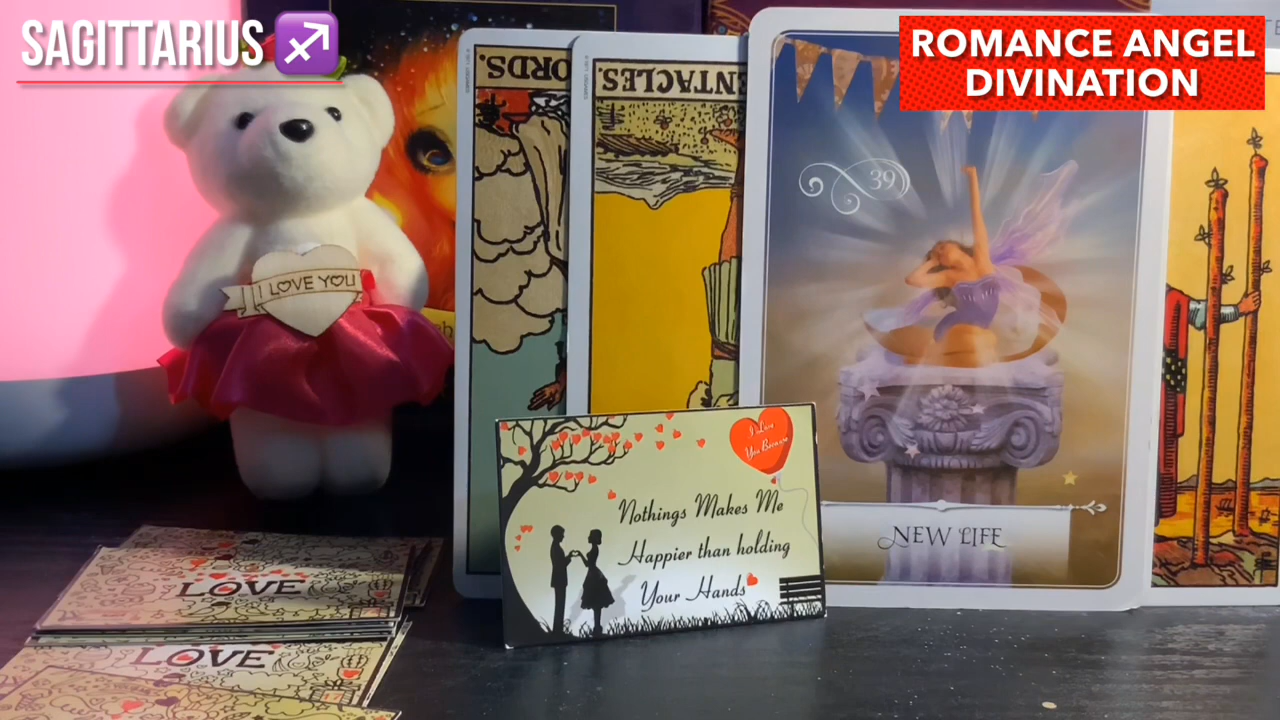 SAGITTARIUS ♐
ROMANCE ANGEL
DIVINATION
ORDS.
ENTACLES
39
I LOVE YOU
I Love
You Because
Nothings Makes Me
Happier than holding
Your Hands
NEW LIFE
LOVE
LOVE